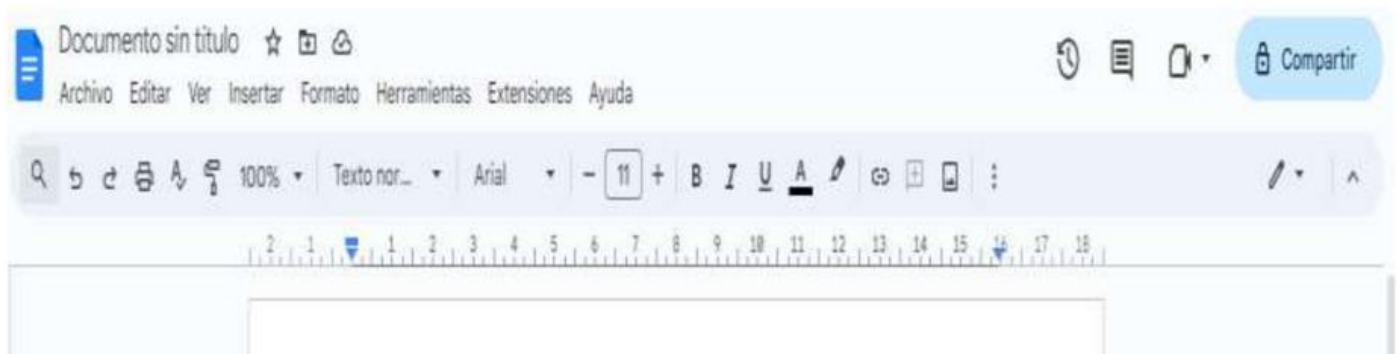 Documento sin título
Archivo Editar Ver Insertar Formato Herramientas Extensiones Ayuda
Compartir
100% Texto nor... Arial - 11 + B I U A
2 1 1 2 3 4 5 6 7 8 9 10 11 12 13 14 15 16 17 18